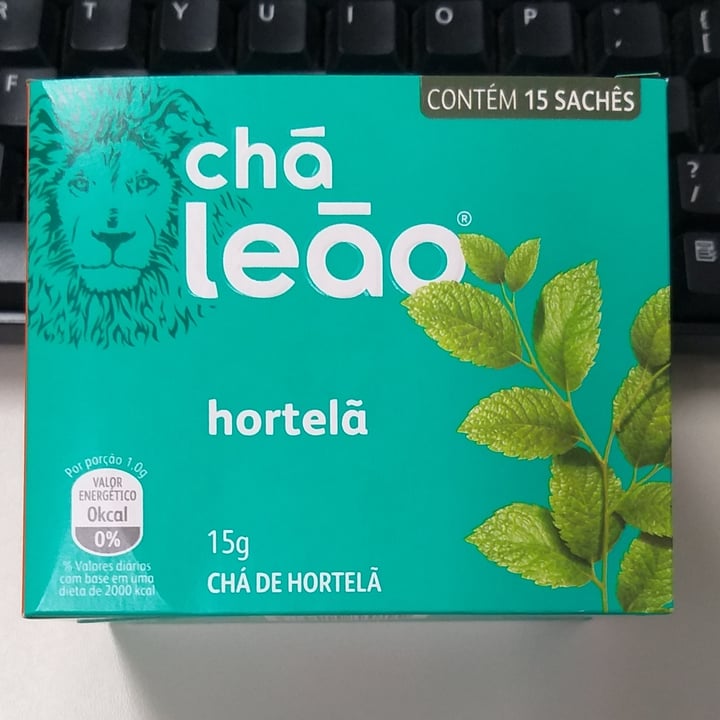 R T Y U I O P
F
CONTÉM 15 SACHÊS
chá
leão®
hortelã
Por porção 1,0g
VALOR
ENERGÉTICO
0kcal
0%
% Valores diários
com base em uma
dieta de 2000 kcal
15g
CHÁ DE HORTELÃ
? /